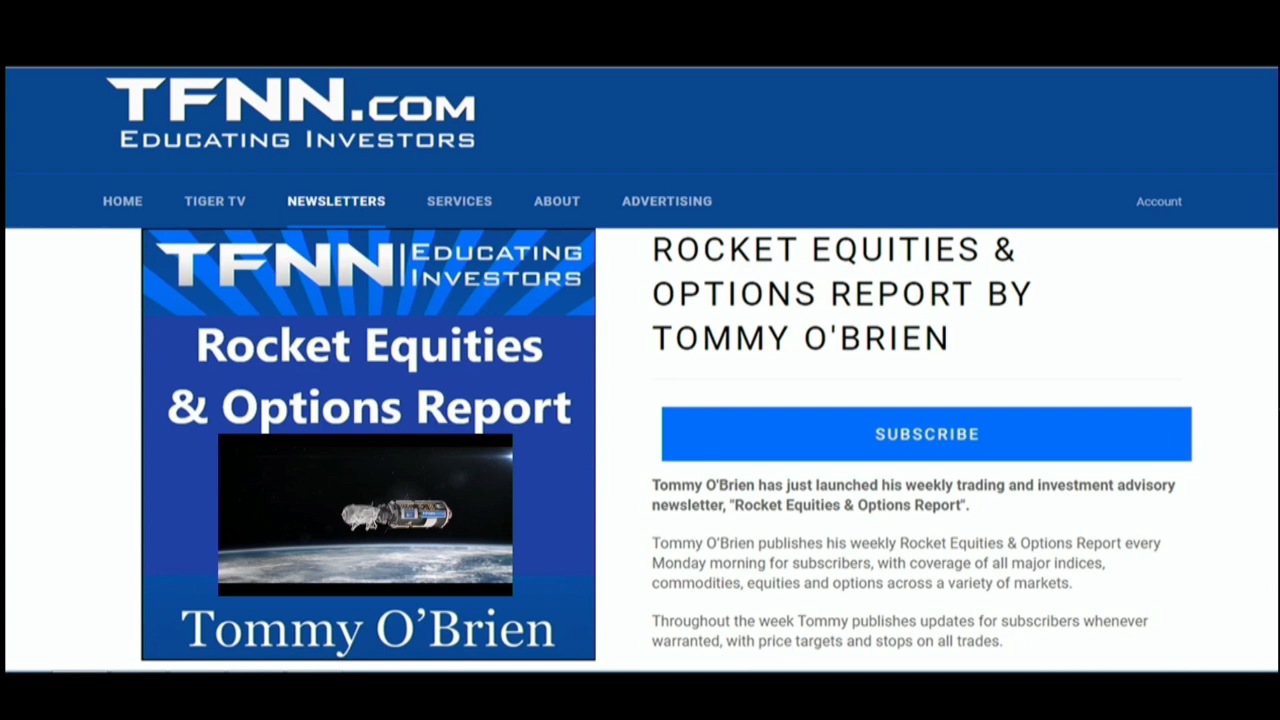 TFNN.COM
EDUCATING INVESTORS
HOME TIGER TV NEWSLETTERS SERVICES ABOUT ADVERTISING Account
TFNN EDUCATING
INVESTORS
Rocket Equities
& Options Report
Tommy O'Brien
ROCKET EQUITIES &
OPTIONS REPORT BY
TOMMY O'BRIEN
SUBSCRIBE
Tommy O'Brien has just launched his weekly trading and investment advisory
newsletter, "Rocket Equities & Options Report".
Tommy O'Brien publishes his weekly Rocket Equities & Options Report every
Monday morning for subscribers, with coverage of all major indices,
commodities, equities and options across a variety of markets.
Throughout the week Tommy publishes updates for subscribers whenever
warranted, with price targets and stops on all trades.